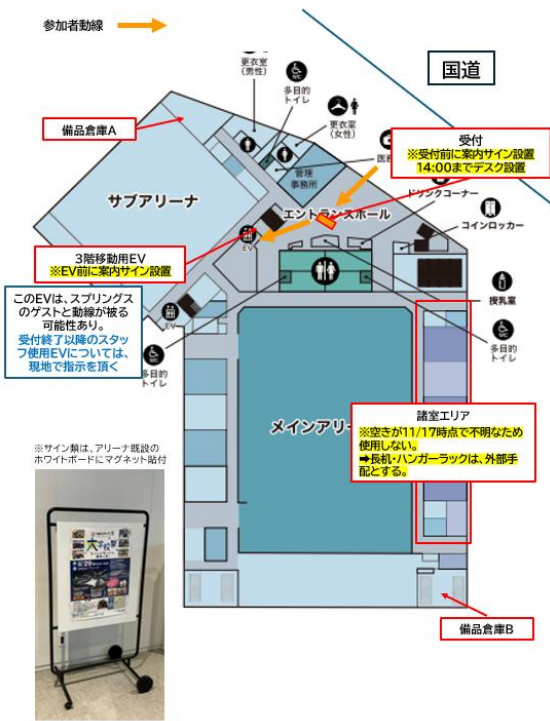 参加者動線
国道
更衣室
(男性)
多目的
トイレ
更衣室
(女性)
備品倉庫A
受付
※受付前に案内サイン設置
14:00までデスク設置
管理
事務所
サブアリーナ
エントランスホール
ドリンクコーナー
コインロッカー
3階移動用EV
※EV前に案内サイン設置
EV
このEVは、スプリングス
のゲストと動線が被る
可能性あり。
受付終了以降のスタッ
フ使用EVについては、
現地で指示を頂く
EV
多目的
トイレ
授乳室
多目的
トイレ
メインアリーナ
諸室エリア
※空きが11/17時点で不明なため
使用しない。
➡長机・ハンガーラックは、外部手
配とする。
※サイン類は、アリーナ既設の
ホワイトボードにマグネット貼付
備品倉庫B